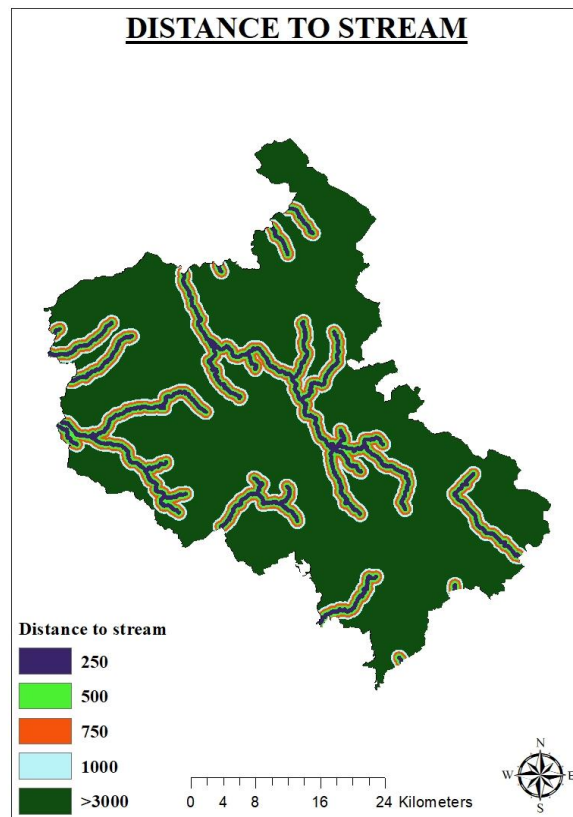 DISTANCE TO STREAM
Distance to stream
250
500
750
1000
>3000
0 4 8 16 24 Kilometers
N
W E
S